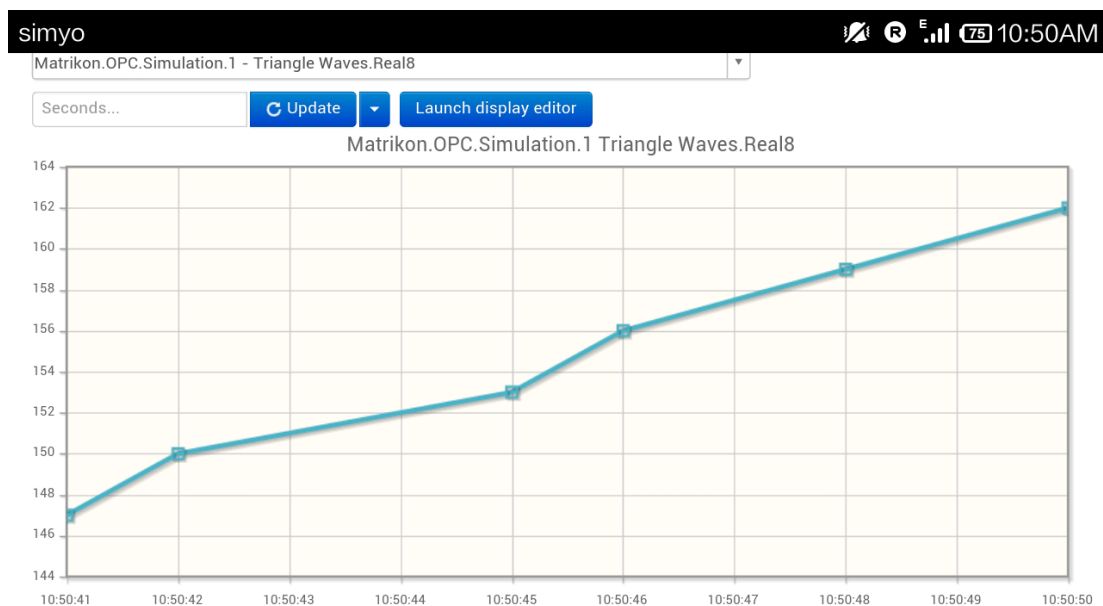 simyo R E 75 10:50AM
Matrikon.OPC.Simulation.1 - Triangle Waves.Real8
Seconds... Update Launch display editor
Matrikon.OPC.Simulation.1 Triangle Waves.Real8
164
162
160
158
156
154
152
150
148
146
144
10:50:41 10:50:42 10:50:43 10:50:44 10:50:45 10:50:46 10:50:47 10:50:48 10:50:49 10:50:50